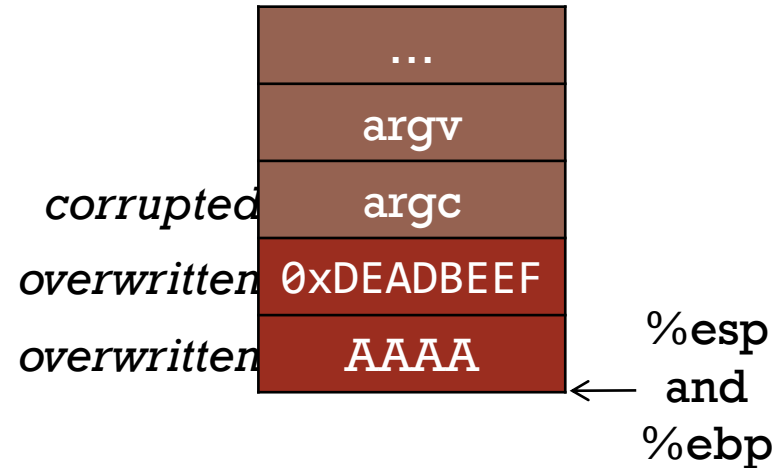 ...
argv
corrupted argc
overwritten 0xDEADBEEF
overwritten AAAA
%esp
and
%ebp